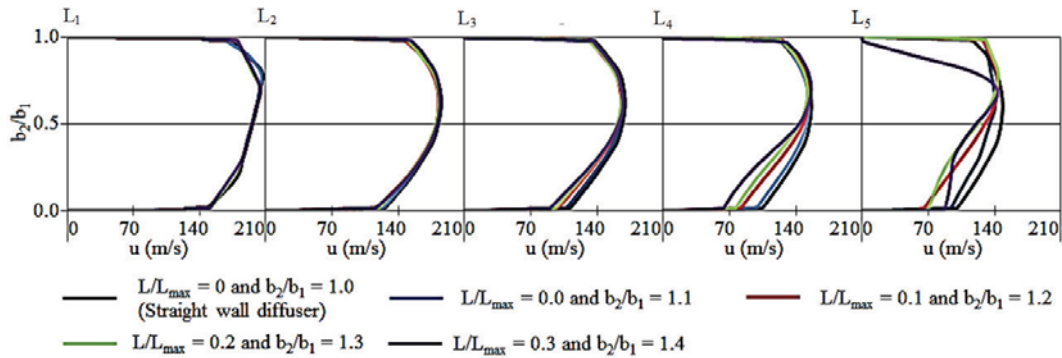 L1 L2 L3 L4 L5
1.0
0.5
0.0
b2/b1
0 70 140 210 0 70 140 210 0 70 140 210 0 70 140 210 0 70 140 210
u (m/s) u (m/s) u (m/s) u (m/s) u (m/s)
L/Lmax = 0 and b2/b1 = 1.0
(Straight wall diffuser)
L/Lmax = 0.0 and b2/b1 = 1.1
L/Lmax = 0.1 and b2/b1 = 1.2
L/Lmax = 0.2 and b2/b1 = 1.3
L/Lmax = 0.3 and b2/b1 = 1.4